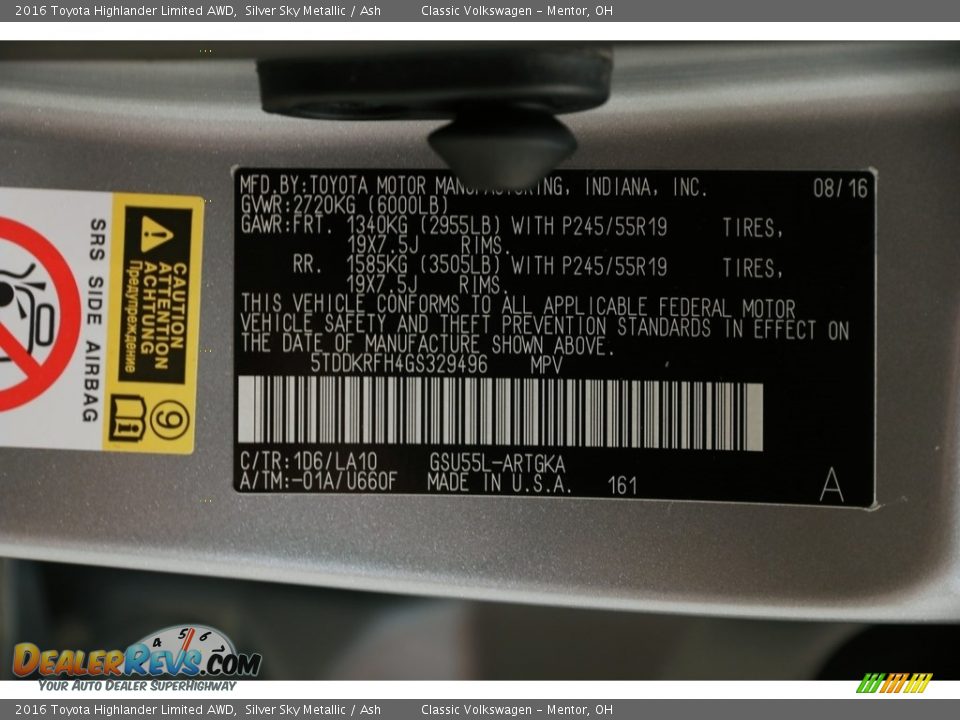 2016 Toyota Highlander Limited AWD, Silver Sky Metallic / Ash Classic Volkswagen – Mentor, OH
MFD.BY:TOYOTA MOTOR MANUFACTURING, INDIANA, INC. 08/16
GVWR:2720KG (6000LB)
GAWR:FRT. 1340KG (2955LB) WITH P245/55R19 TIRES,
19X7.5J RIMS.
RR. 1585KG (3505LB) WITH P245/55R19 TIRES,
19X7.5J RIMS.
THIS VEHICLE CONFORMS TO ALL APPLICABLE FEDERAL MOTOR
VEHICLE SAFETY AND THEFT PREVENTION STANDARDS IN EFFECT ON
THE DATE OF MANUFACTURE SHOWN ABOVE.
5TDDKRFH4GS329496 MPV
C/TR:1D6/LA10 GSU55L-ARTGKA
A/TM:-01A/U660F MADE IN U.S.A. 161 A
CAUTION
ATTENTION
ACHTUNG
Предупреждение
9
SRS SIDE AIRBAG
4 5 6 7
DealerRevs.com
Your Auto Dealer SuperHighway
2016 Toyota Highlander Limited AWD, Silver Sky Metallic / Ash Classic Volkswagen – Mentor, OH